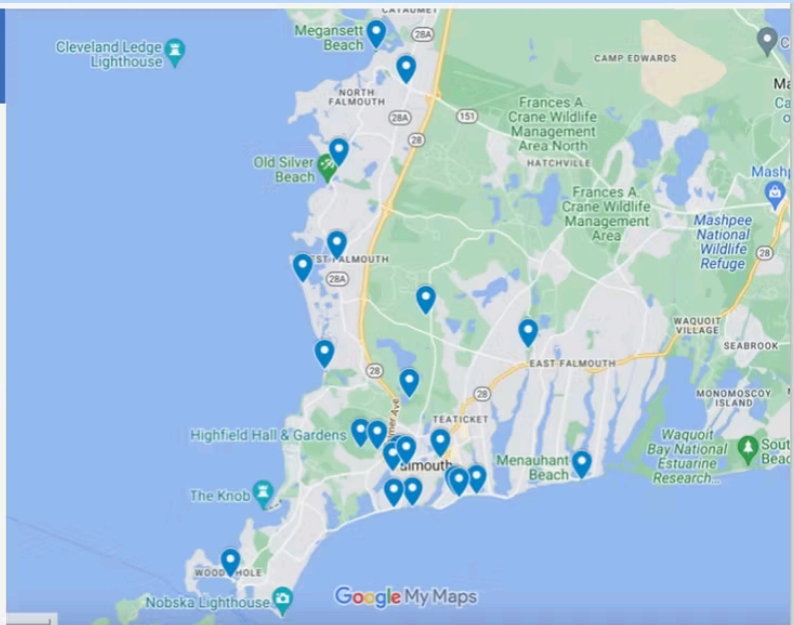 CATAUMET
Megansett
Beach
28A
Cleveland Ledge
Lighthouse
CAMP EDWARDS
NORTH
FALMOUTH
28A
151
Frances A.
Crane Wildlife
Management
Area North
28
HATCHVILLE
Old Silver
Beach
Frances A.
Crane Wildlife
Management
Area
Mashpee
National
Wildlife
Refuge
28
28A
WAQUOIT
VILLAGE
SEABROOK
EAST FALMOUTH
28
28
MONOMOSCOY
ISLAND
TEATICKET
Highfield Hall & Gardens
Waquoit
Bay National
Estuarine
Research...
Menauhant
Beach
The Knob
Nobska Lighthouse
Google My Maps